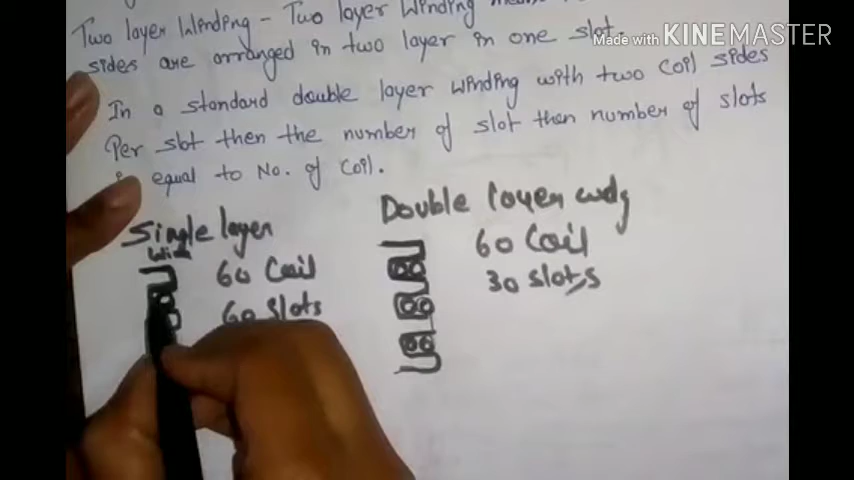 Two layer Winding - Two layer Winding means
sides are arranged in two layer in one slot.
Made with KINEMASTER
In a standard double layer winding with two coil sides
Per slot then the number of slot then number of slots
equal to No. of Coil.
Single layer
Double layer wdg
60 Coil
60 Coil
30 slots
60 Slots